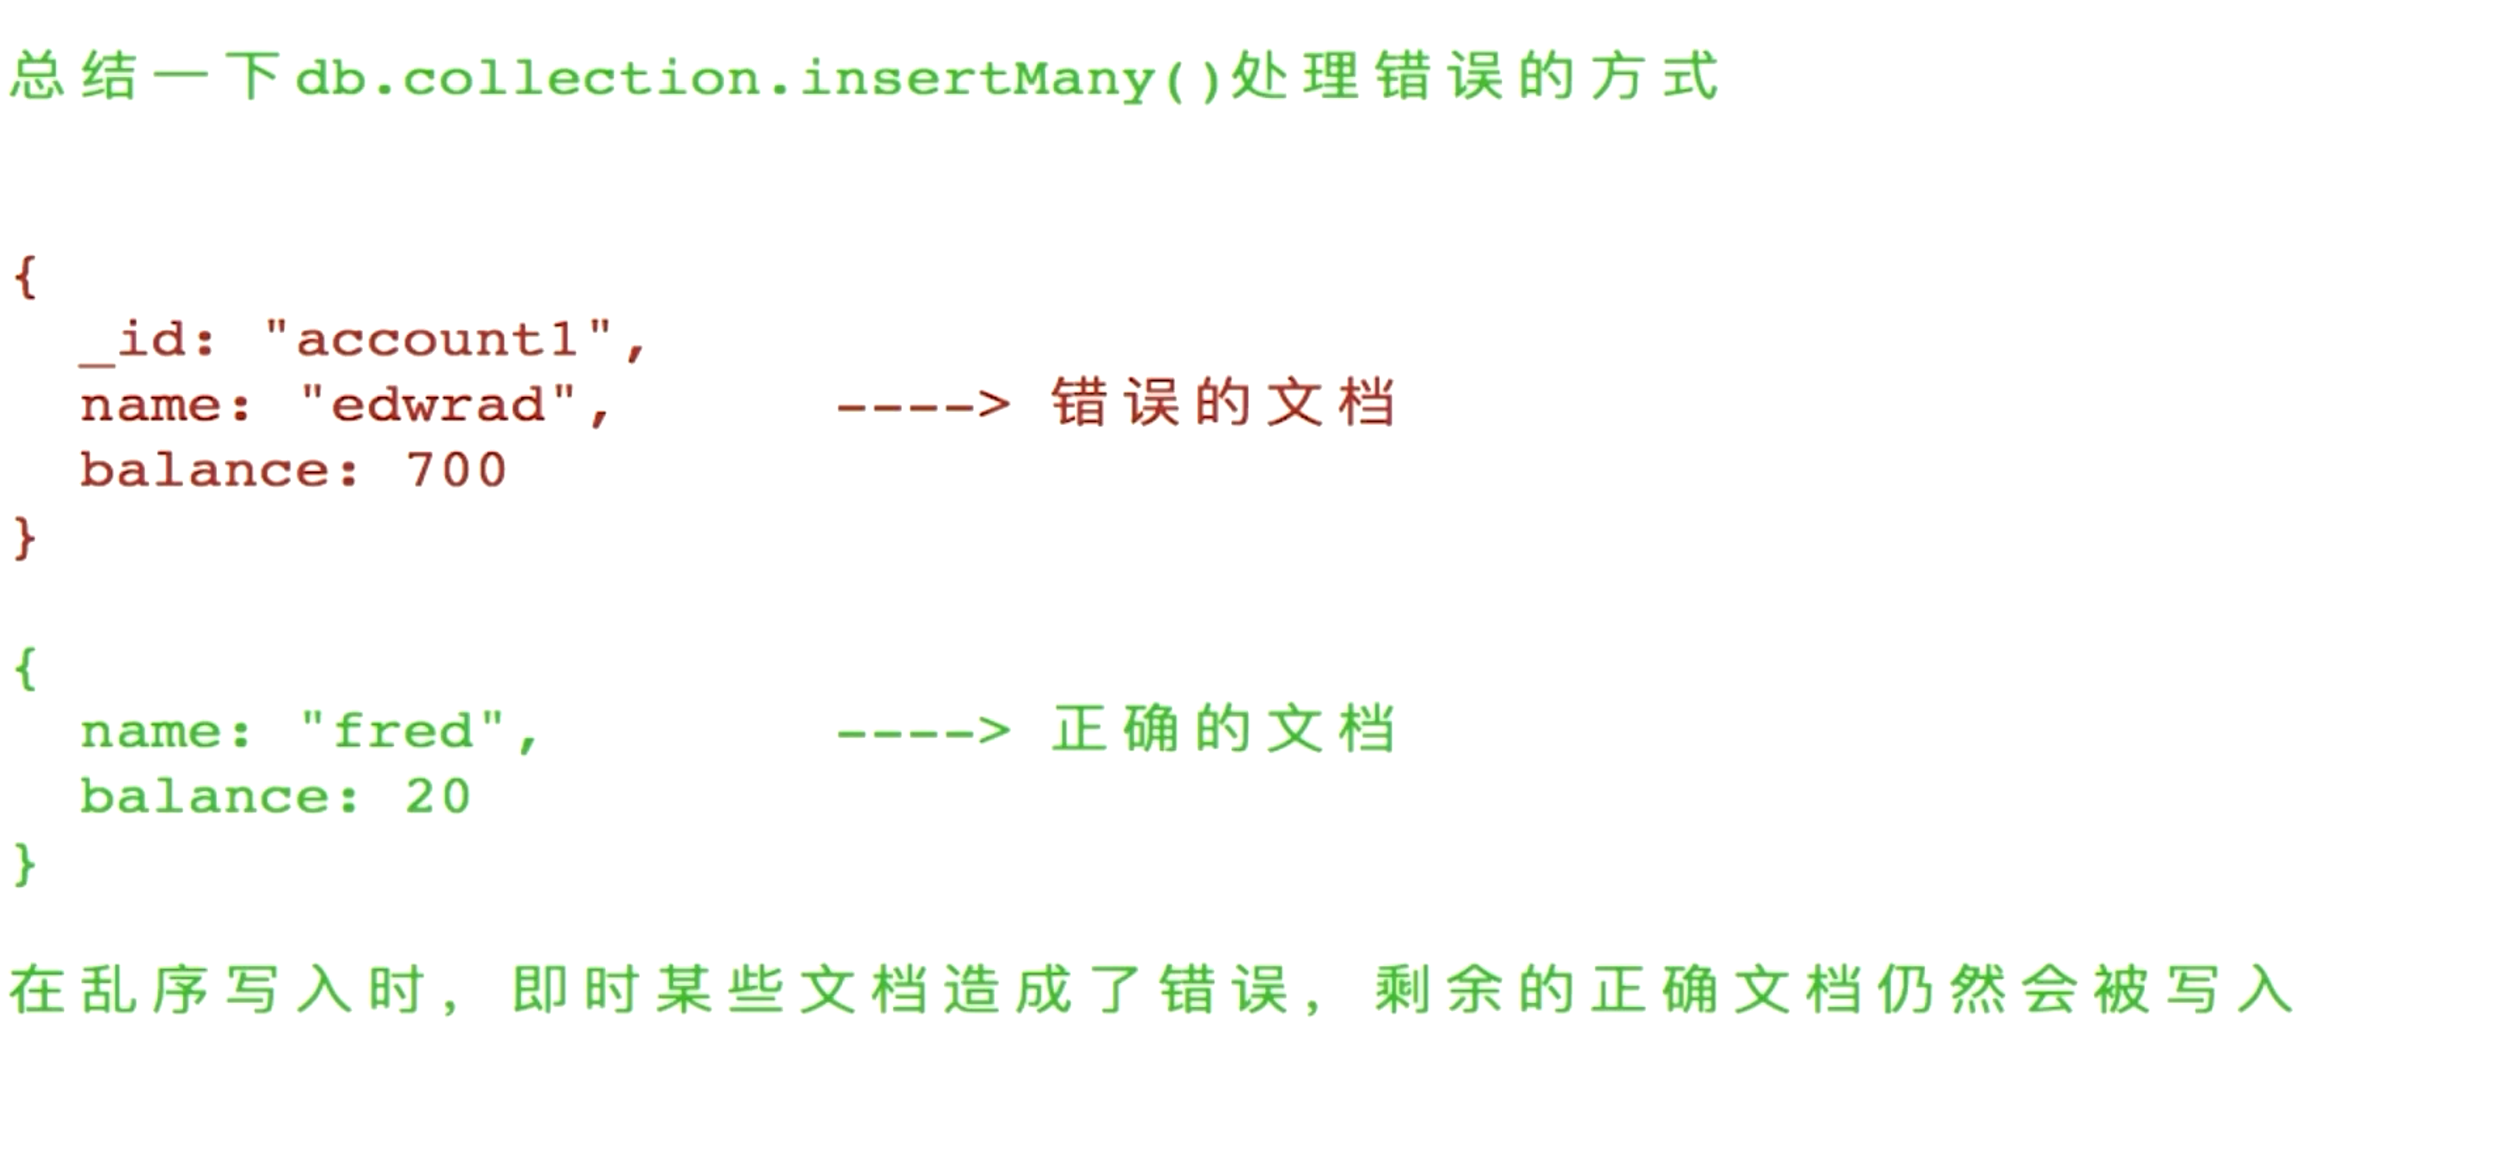 总结一下db.collection.insertMany()处理错误的方式
{
_id: "account1",
name: "edwrad", ----> 错误的文档
balance: 700
}
{
name: "fred", ----> 正确的文档
balance: 20
}
在乱序写入时, 即时某些文档造成了错误, 剩余的正确文档仍然会被写入